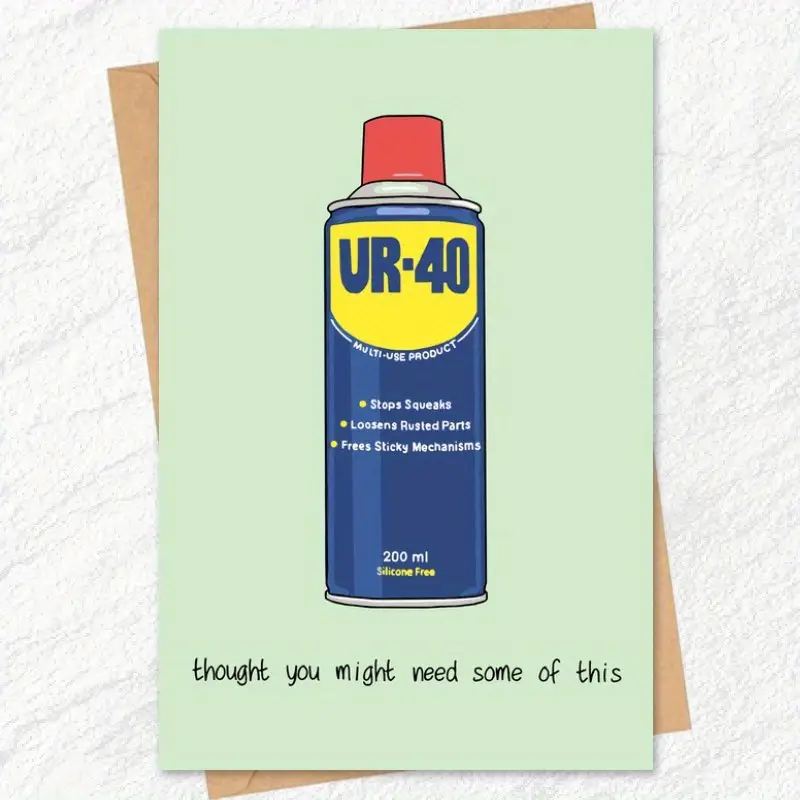 UR-40
MULTI-USE PRODUCT
Stops Squeaks
Loosens Rusted Parts
Frees Sticky Mechanisms
200 ml
Silicone Free
thought you might need some of this